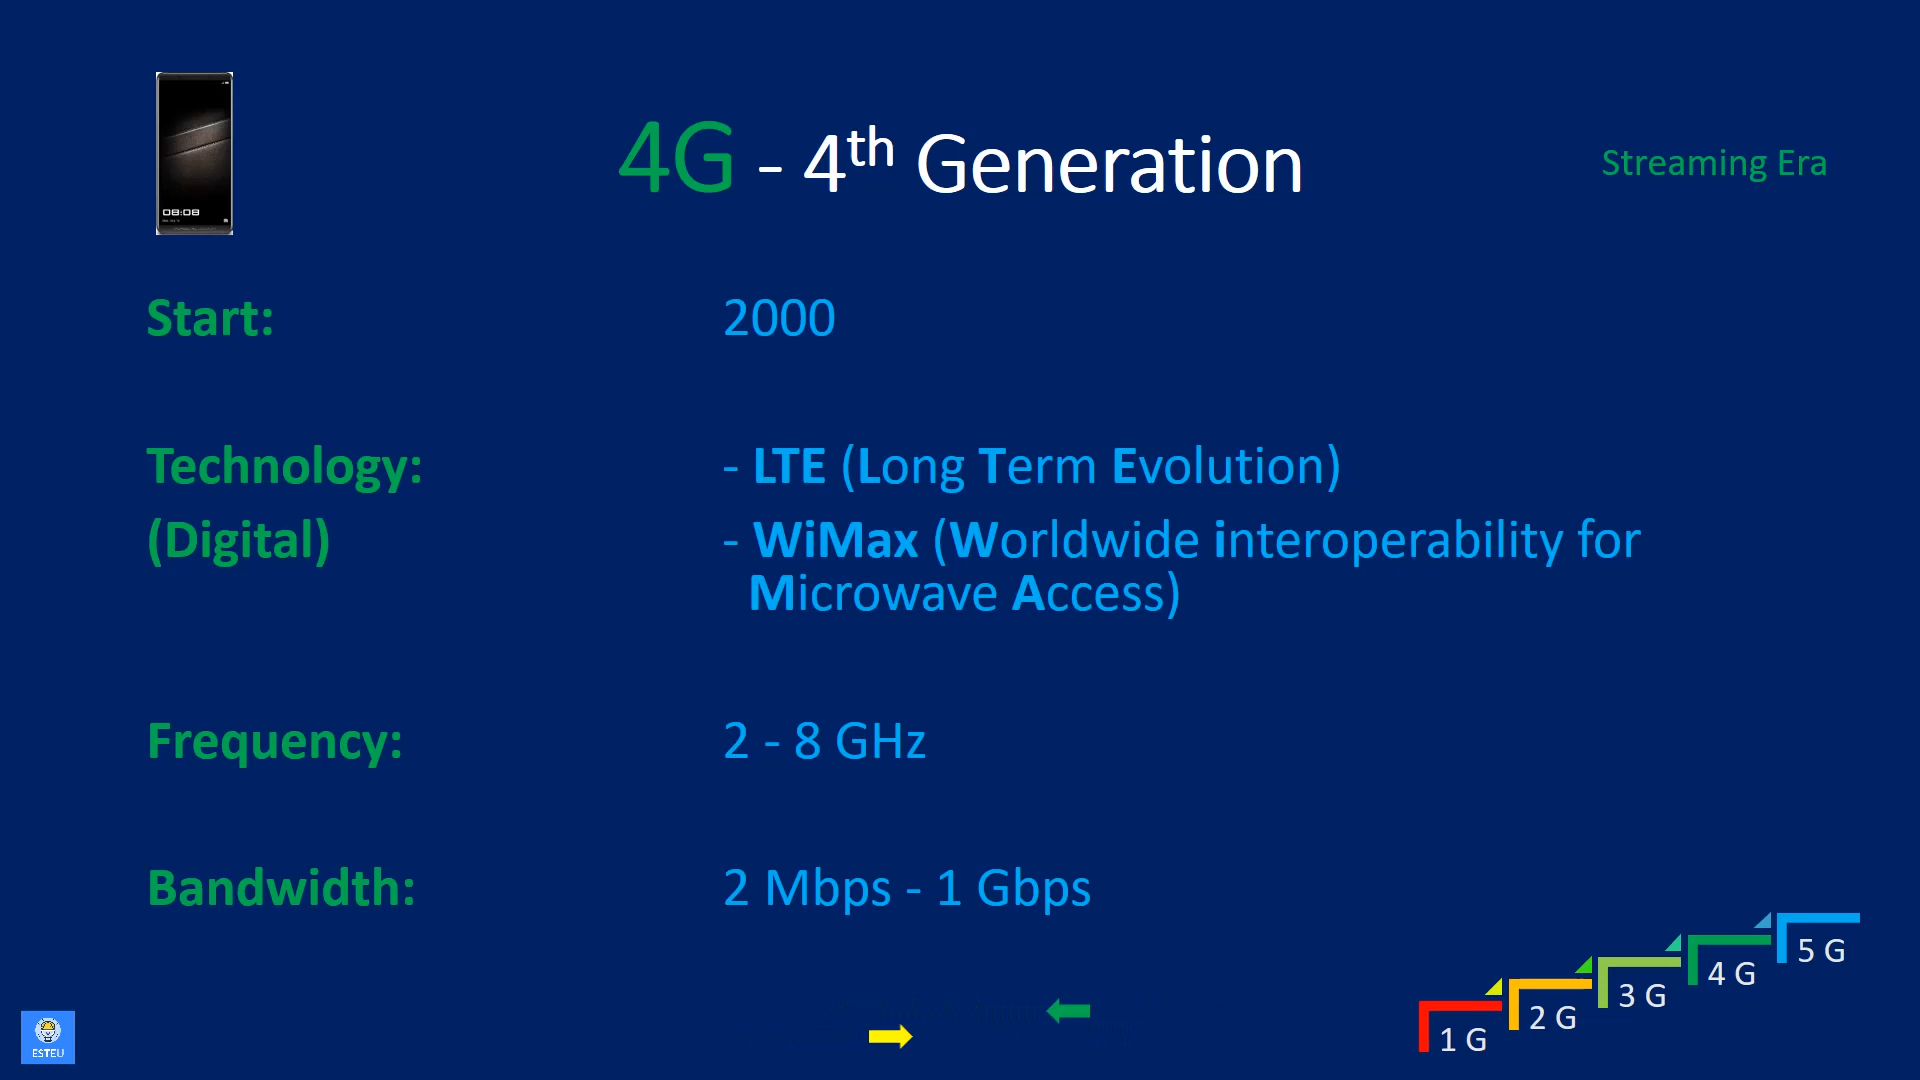 4G - 4th Generation
Streaming Era
08:08
Start: 2000
Technology: - LTE (Long Term Evolution)
(Digital) - WiMax (Worldwide interoperability for
Microwave Access)
Frequency: 2 - 8 GHz
Bandwidth: 2 Mbps - 1 Gbps
5 G
4 G
3 G
2 G
1 G
ESTEU